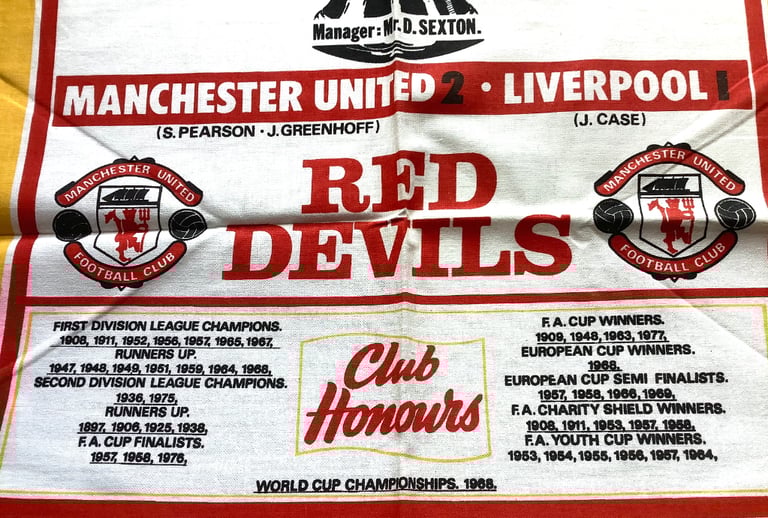 Manager: Mr. D. SEXTON.
MANCHESTER UNITED 2 · LIVERPOOL 1
(S. PEARSON · J. GREENHOFF) (J. CASE)
RED
DEVILS
MANCHESTER UNITED
FOOTBALL CLUB
MANCHESTER UNITED
FOOTBALL CLUB
FIRST DIVISION LEAGUE CHAMPIONS.
1908, 1911, 1952, 1956, 1957, 1965, 1967,
RUNNERS UP.
1947, 1948, 1949, 1951, 1959, 1964, 1968,
SECOND DIVISION LEAGUE CHAMPIONS.
1936, 1975,
RUNNERS UP.
1897, 1906, 1925, 1938,
F.A. CUP FINALISTS.
1957, 1958, 1976,
Club
Honours
F.A. CUP WINNERS.
1909, 1948, 1963, 1977,
EUROPEAN CUP WINNERS.
1968,
EUROPEAN CUP SEMI FINALISTS.
1957, 1958, 1966, 1969,
F.A. CHARITY SHIELD WINNERS.
1908, 1911, 1953, 1957, 1958,
F.A. YOUTH CUP WINNERS.
1953, 1954, 1955, 1956, 1957, 1964,
WORLD CUP CHAMPIONSHIPS. 1968.